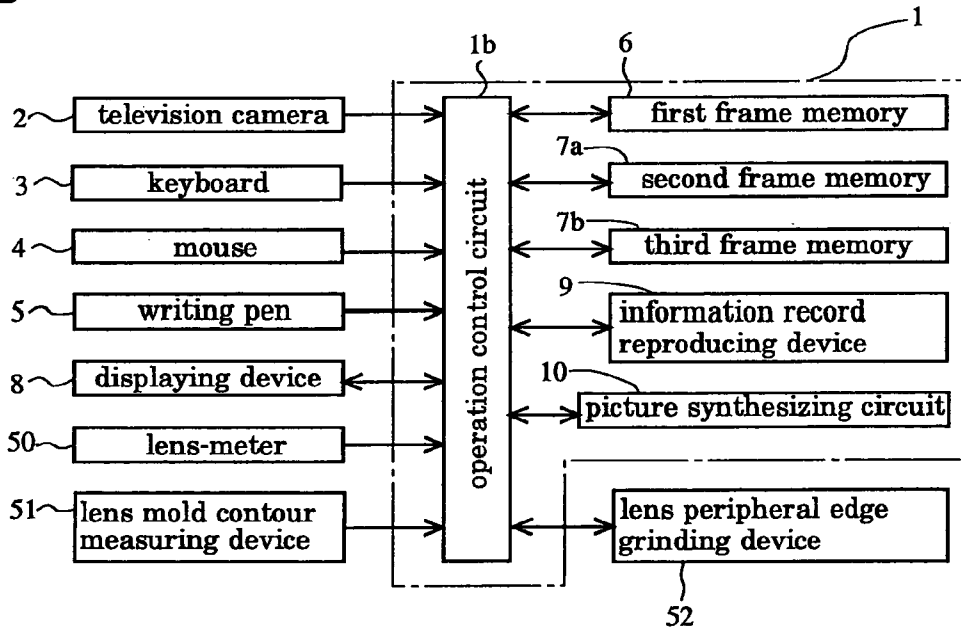 1
1b
6
2 television camera
first frame memory
7a
3 keyboard
second frame memory
7b
4 mouse
third frame memory
9
5 writing pen
information record
reproducing device
8 displaying device
10
picture synthesizing circuit
50 lens-meter
51 lens mold contour
measuring device
lens peripheral edge
grinding device
52
operation control circuit